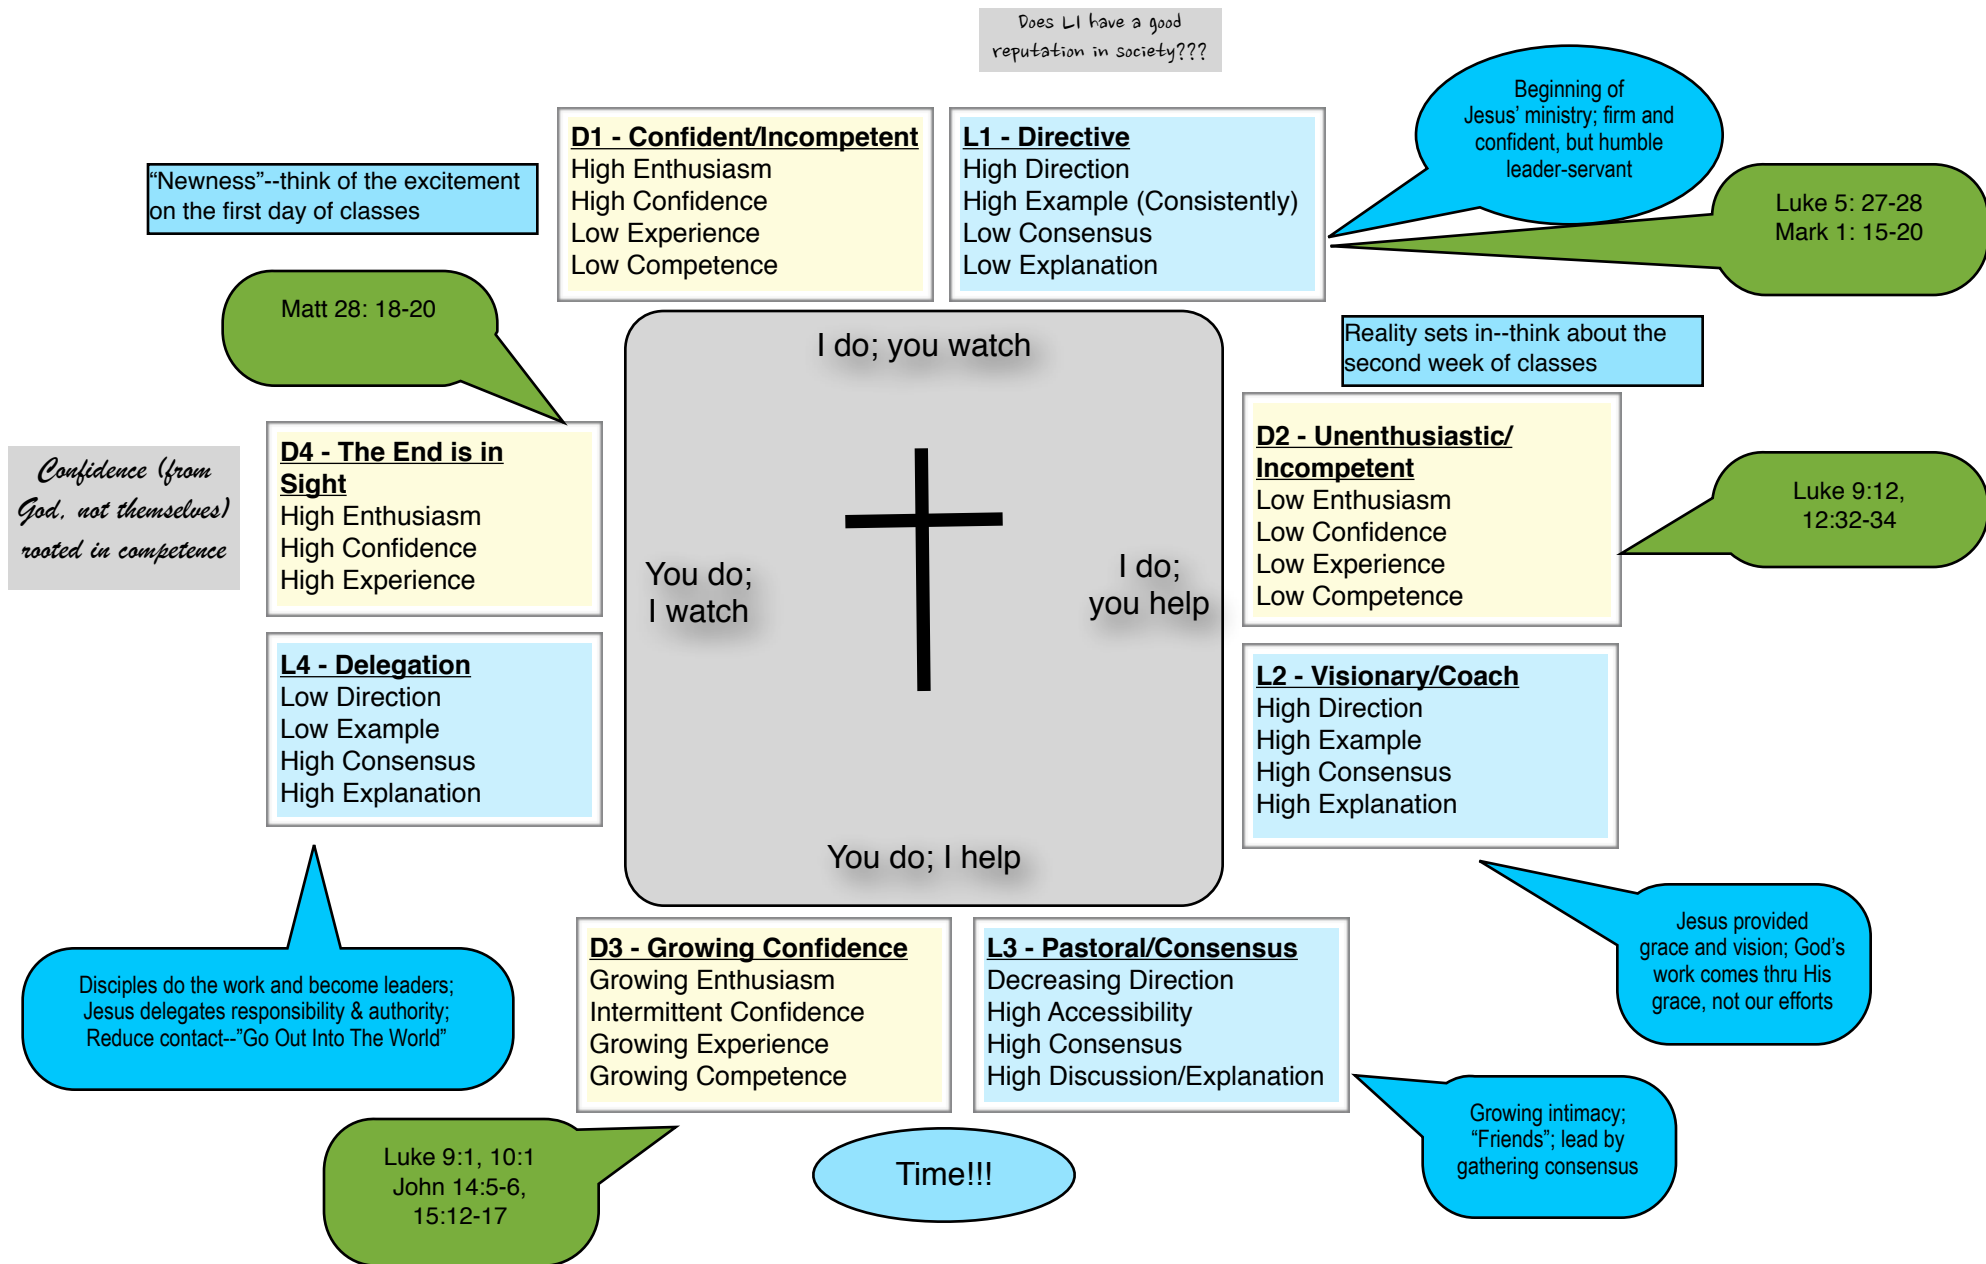 Does L1 have a good
reputation in society???
Beginning of
Jesus’ ministry; firm and
confident, but humble
leader-servant
D1 - Confident/Incompetent
High Enthusiasm
High Confidence
Low Experience
Low Competence
L1 - Directive
High Direction
High Example (Consistently)
Low Consensus
Low Explanation
“Newness”--think of the excitement
on the first day of classes
Luke 5: 27-28
Mark 1: 15-20
Matt 28: 18-20
I do; you watch
Reality sets in--think about the
second week of classes
Confidence (from
God, not themselves)
rooted in competence
D4 - The End is in
Sight
High Enthusiasm
High Confidence
High Experience
You do;
I watch
I do;
you help
D2 - Unenthusiastic/
Incompetent
Low Enthusiasm
Low Confidence
Low Experience
Low Competence
Luke 9:12,
12:32-34
L4 - Delegation
Low Direction
Low Example
High Consensus
High Explanation
L2 - Visionary/Coach
High Direction
High Example
High Consensus
High Explanation
You do; I help
Jesus provided
grace and vision; God’s
work comes thru His
grace, not our efforts
Disciples do the work and become leaders;
Jesus delegates responsibility & authority;
Reduce contact--”Go Out Into The World”
D3 - Growing Confidence
Growing Enthusiasm
Intermittent Confidence
Growing Experience
Growing Competence
L3 - Pastoral/Consensus
Decreasing Direction
High Accessibility
High Consensus
High Discussion/Explanation
Growing intimacy;
“Friends”; lead by
gathering consensus
Luke 9:1, 10:1
John 14:5-6,
15:12-17
Time!!!